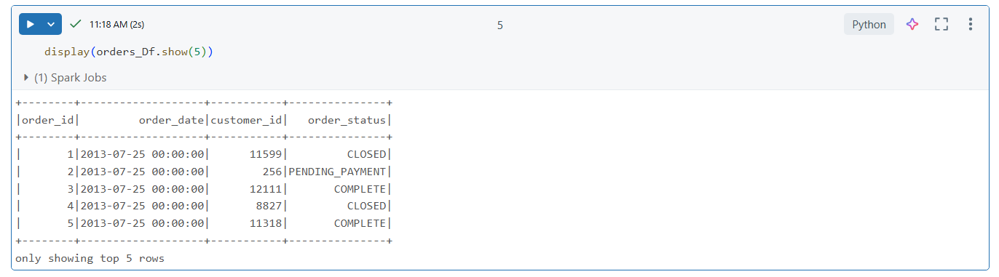 11:18 AM (2s)
5
Python
display(orders_Df.show(5))
(1) Spark Jobs
+--------+-------------------+-----------+---------------+
|order_id|         order_date|customer_id|   order_status|
+--------+-------------------+-----------+---------------+
|       1|2013-07-25 00:00:00|      11599|         CLOSED|
|       2|2013-07-25 00:00:00|        256|PENDING_PAYMENT|
|       3|2013-07-25 00:00:00|      12111|       COMPLETE|
|       4|2013-07-25 00:00:00|       8827|         CLOSED|
|       5|2013-07-25 00:00:00|      11318|       COMPLETE|
+--------+-------------------+-----------+---------------+
only showing top 5 rows